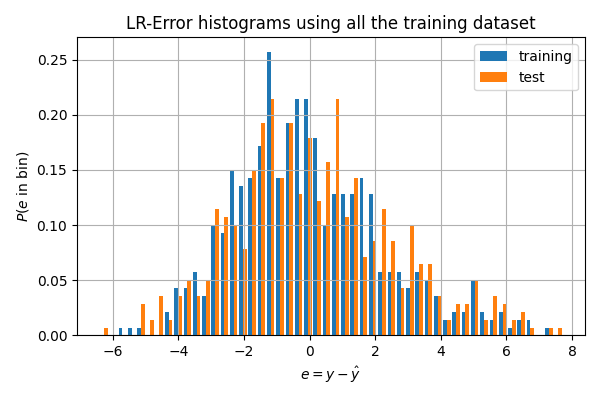 LR-Error histograms using all the training dataset
training
test
P(e in bin)
0.25
0.20
0.15
0.10
0.05
0.00
−6 −4 −2 0 2 4 6 8
e = y − ŷ